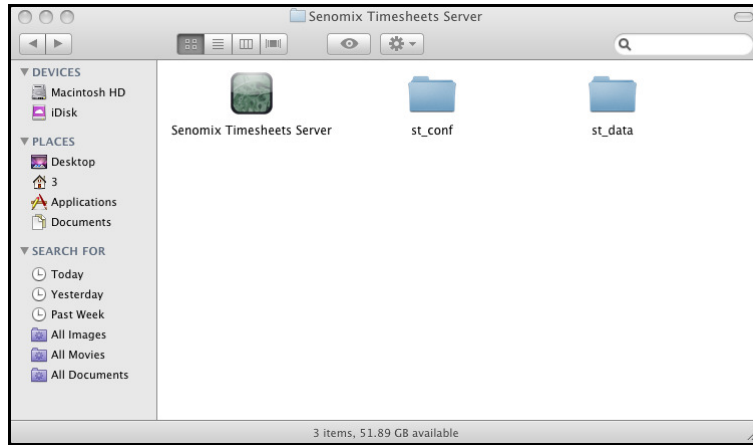 Senomix Timesheets Server
DEVICES
Macintosh HD
iDisk
PLACES
Desktop
3
Applications
Documents
SEARCH FOR
Today
Yesterday
Past Week
All Images
All Movies
All Documents
Senomix Timesheets Server
st_conf
st_data
3 items, 51.89 GB available